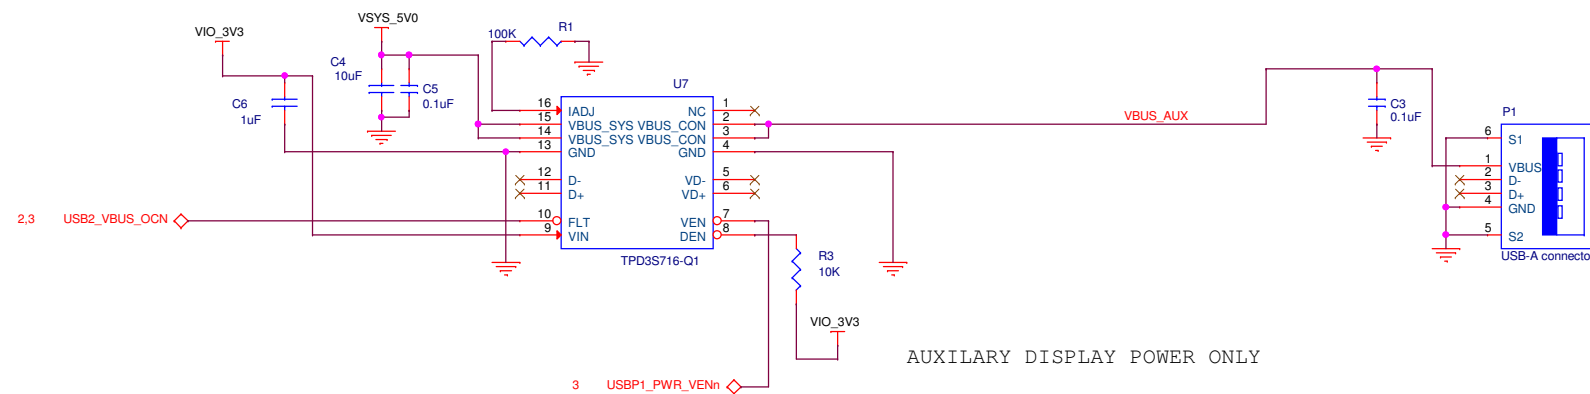 VSYS_5V0
VIO_3V3
100K
R1
C4
10uF
C5
0.1uF
C6
1uF
U7
16 IADJ NC 1
15 VBUS_SYS VBUS_CON 2
14 VBUS_SYS VBUS_CON 3
13 GND GND 4
12 D- VD- 5
11 D+ VD+ 6
10 FLT VEN 7
9 VIN DEN 8
TPD3S716-Q1
VBUS_AUX
C3
0.1uF
P1
6 S1
1 VBUS
2 D-
3 D+
4 GND
5 S2
USB-A connecto
2,3 USB2_VBUS_OCN
R3
10K
VIO_3V3
AUXILARY DISPLAY POWER ONLY
3 USBP1_PWR_VENn